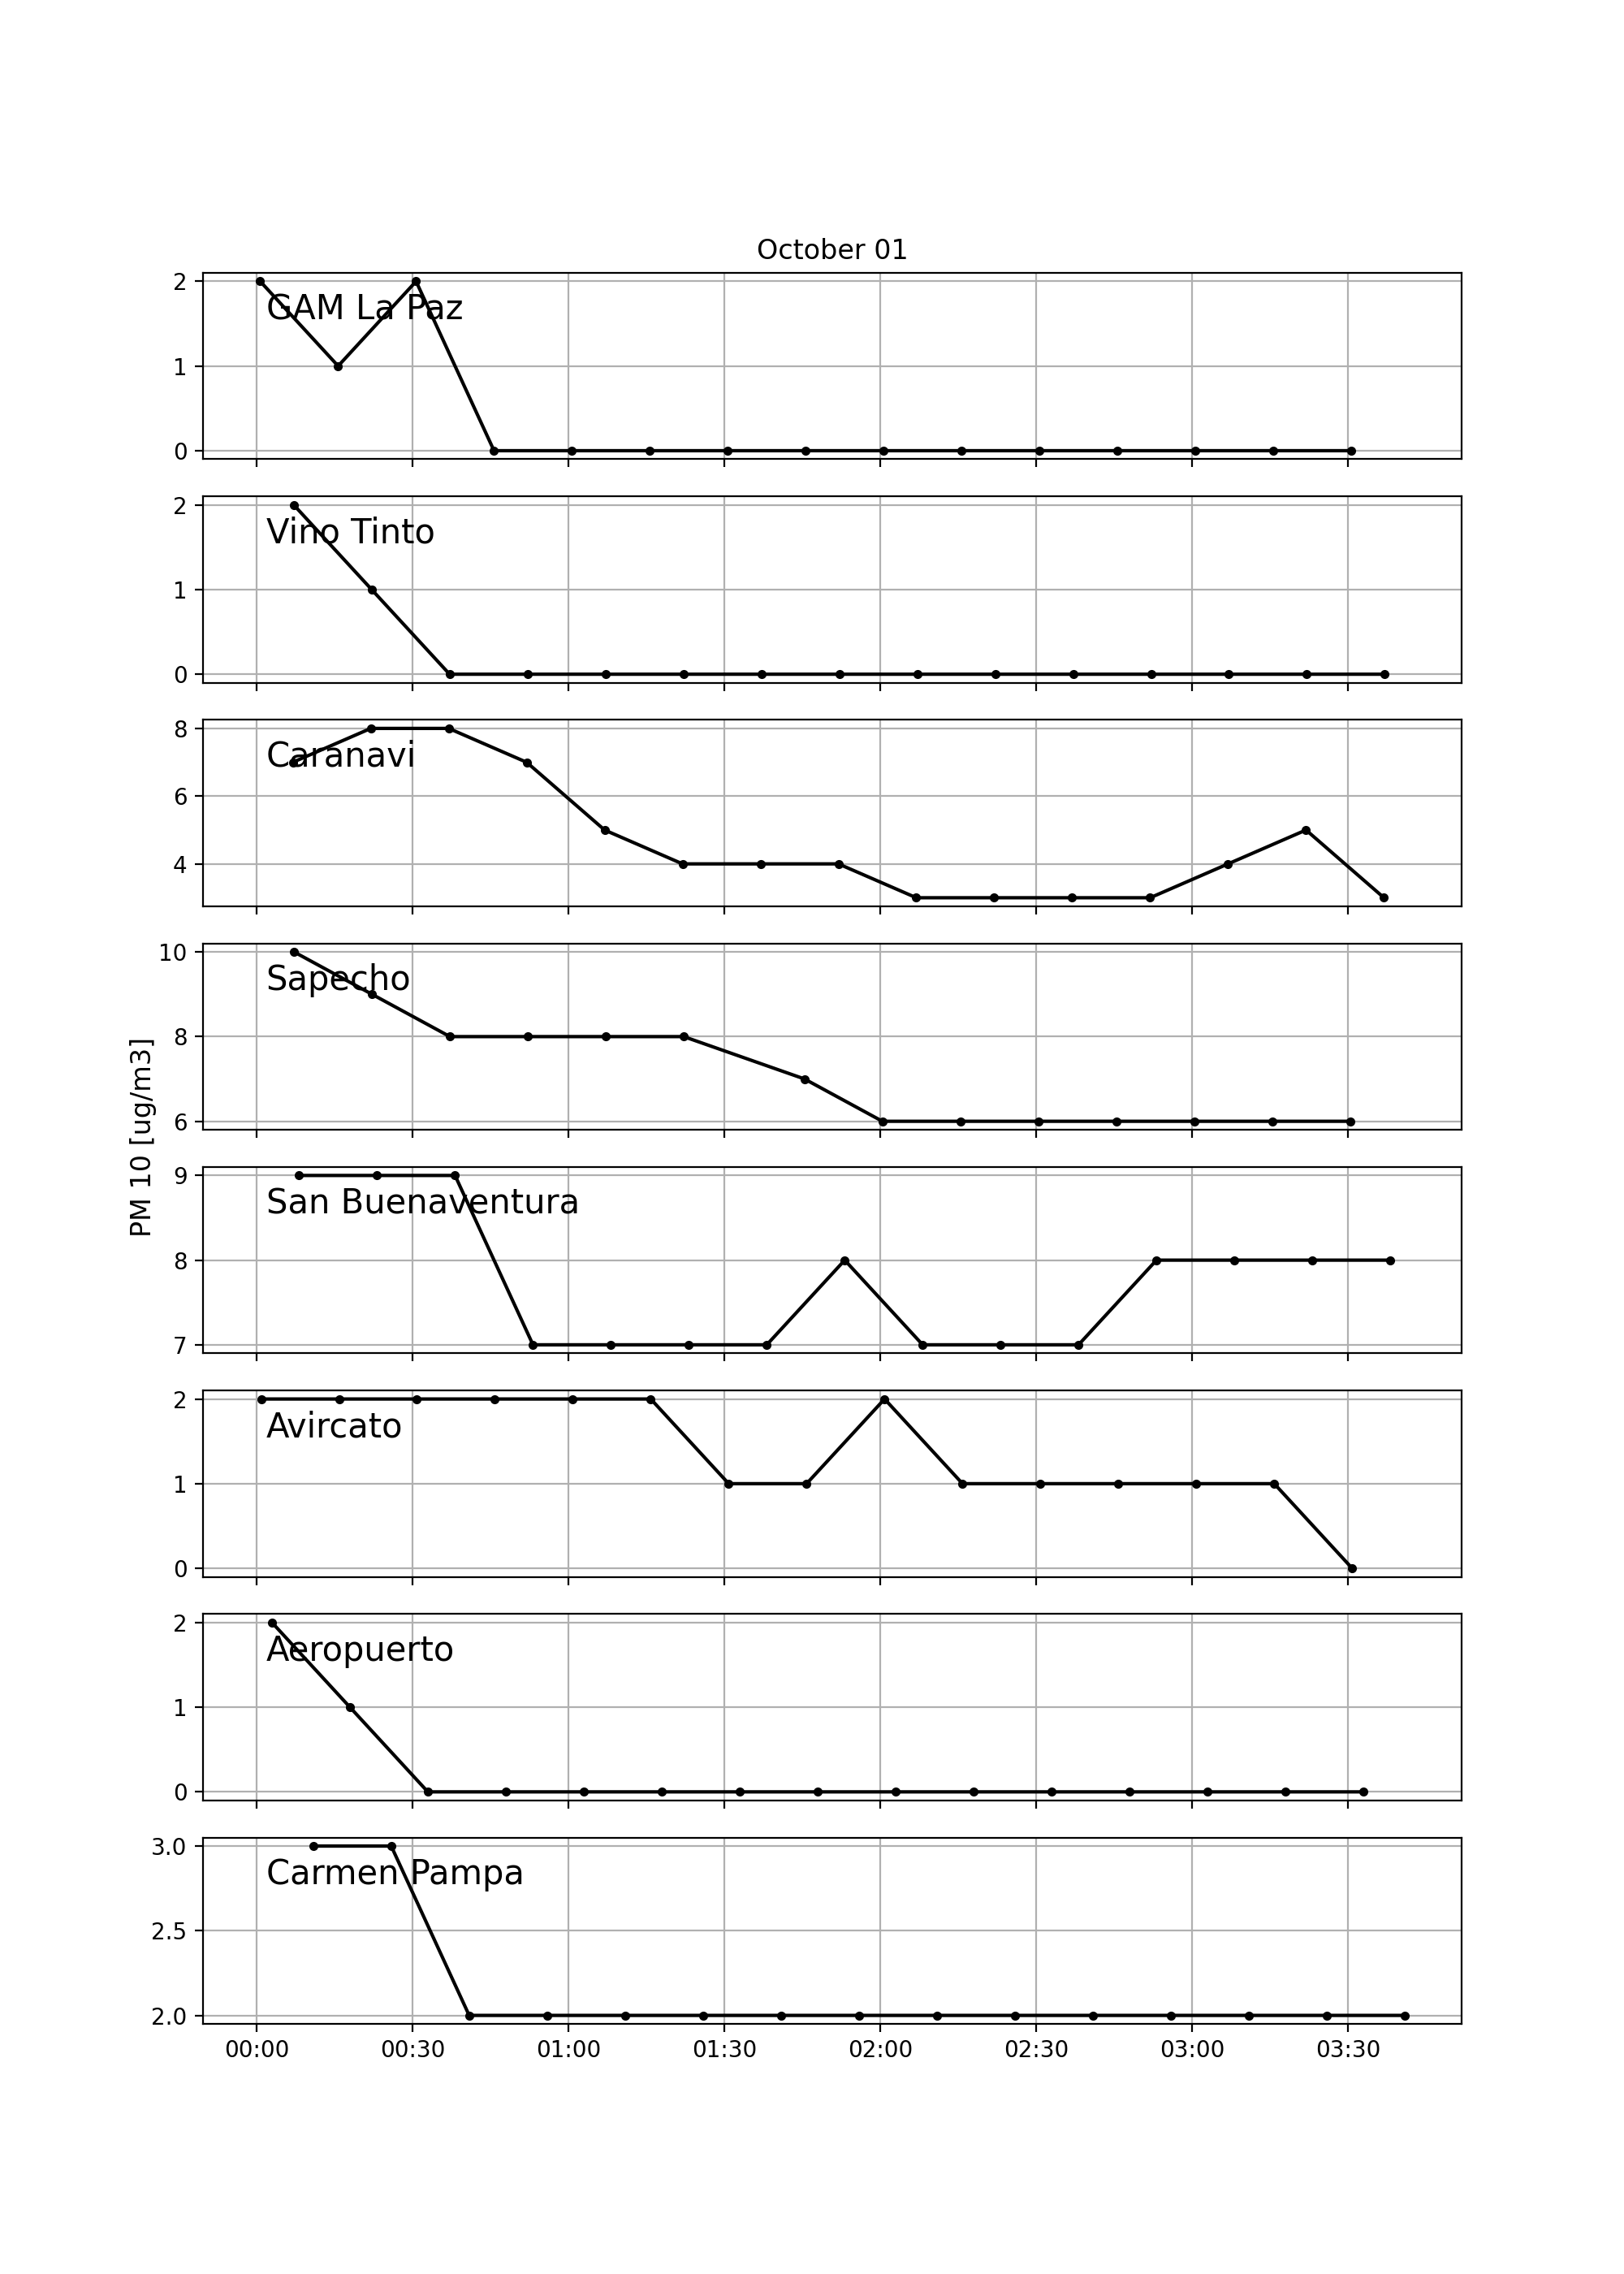 October 01
2
GAM La Paz
1
0
2
Vino Tinto
1
0
8
Caranavi
6
4
10
Sapecho
8
6
PM 10 [ug/m3]
9
San Buenaventura
8
7
2
Avircato
1
0
2
Aeropuerto
1
0
3.0
Carmen Pampa
2.5
2.0
00:00 00:30 01:00 01:30 02:00 02:30 03:00 03:30